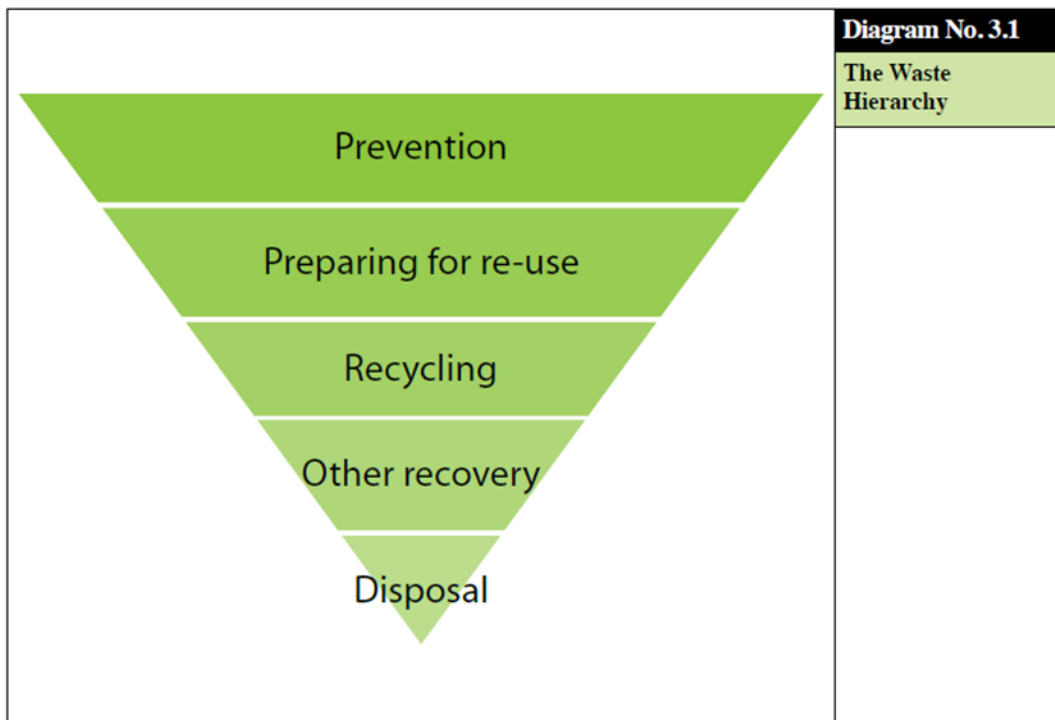 Diagram No. 3.1
The Waste
Hierarchy
Prevention
Preparing for re-use
Recycling
Other recovery
Disposal